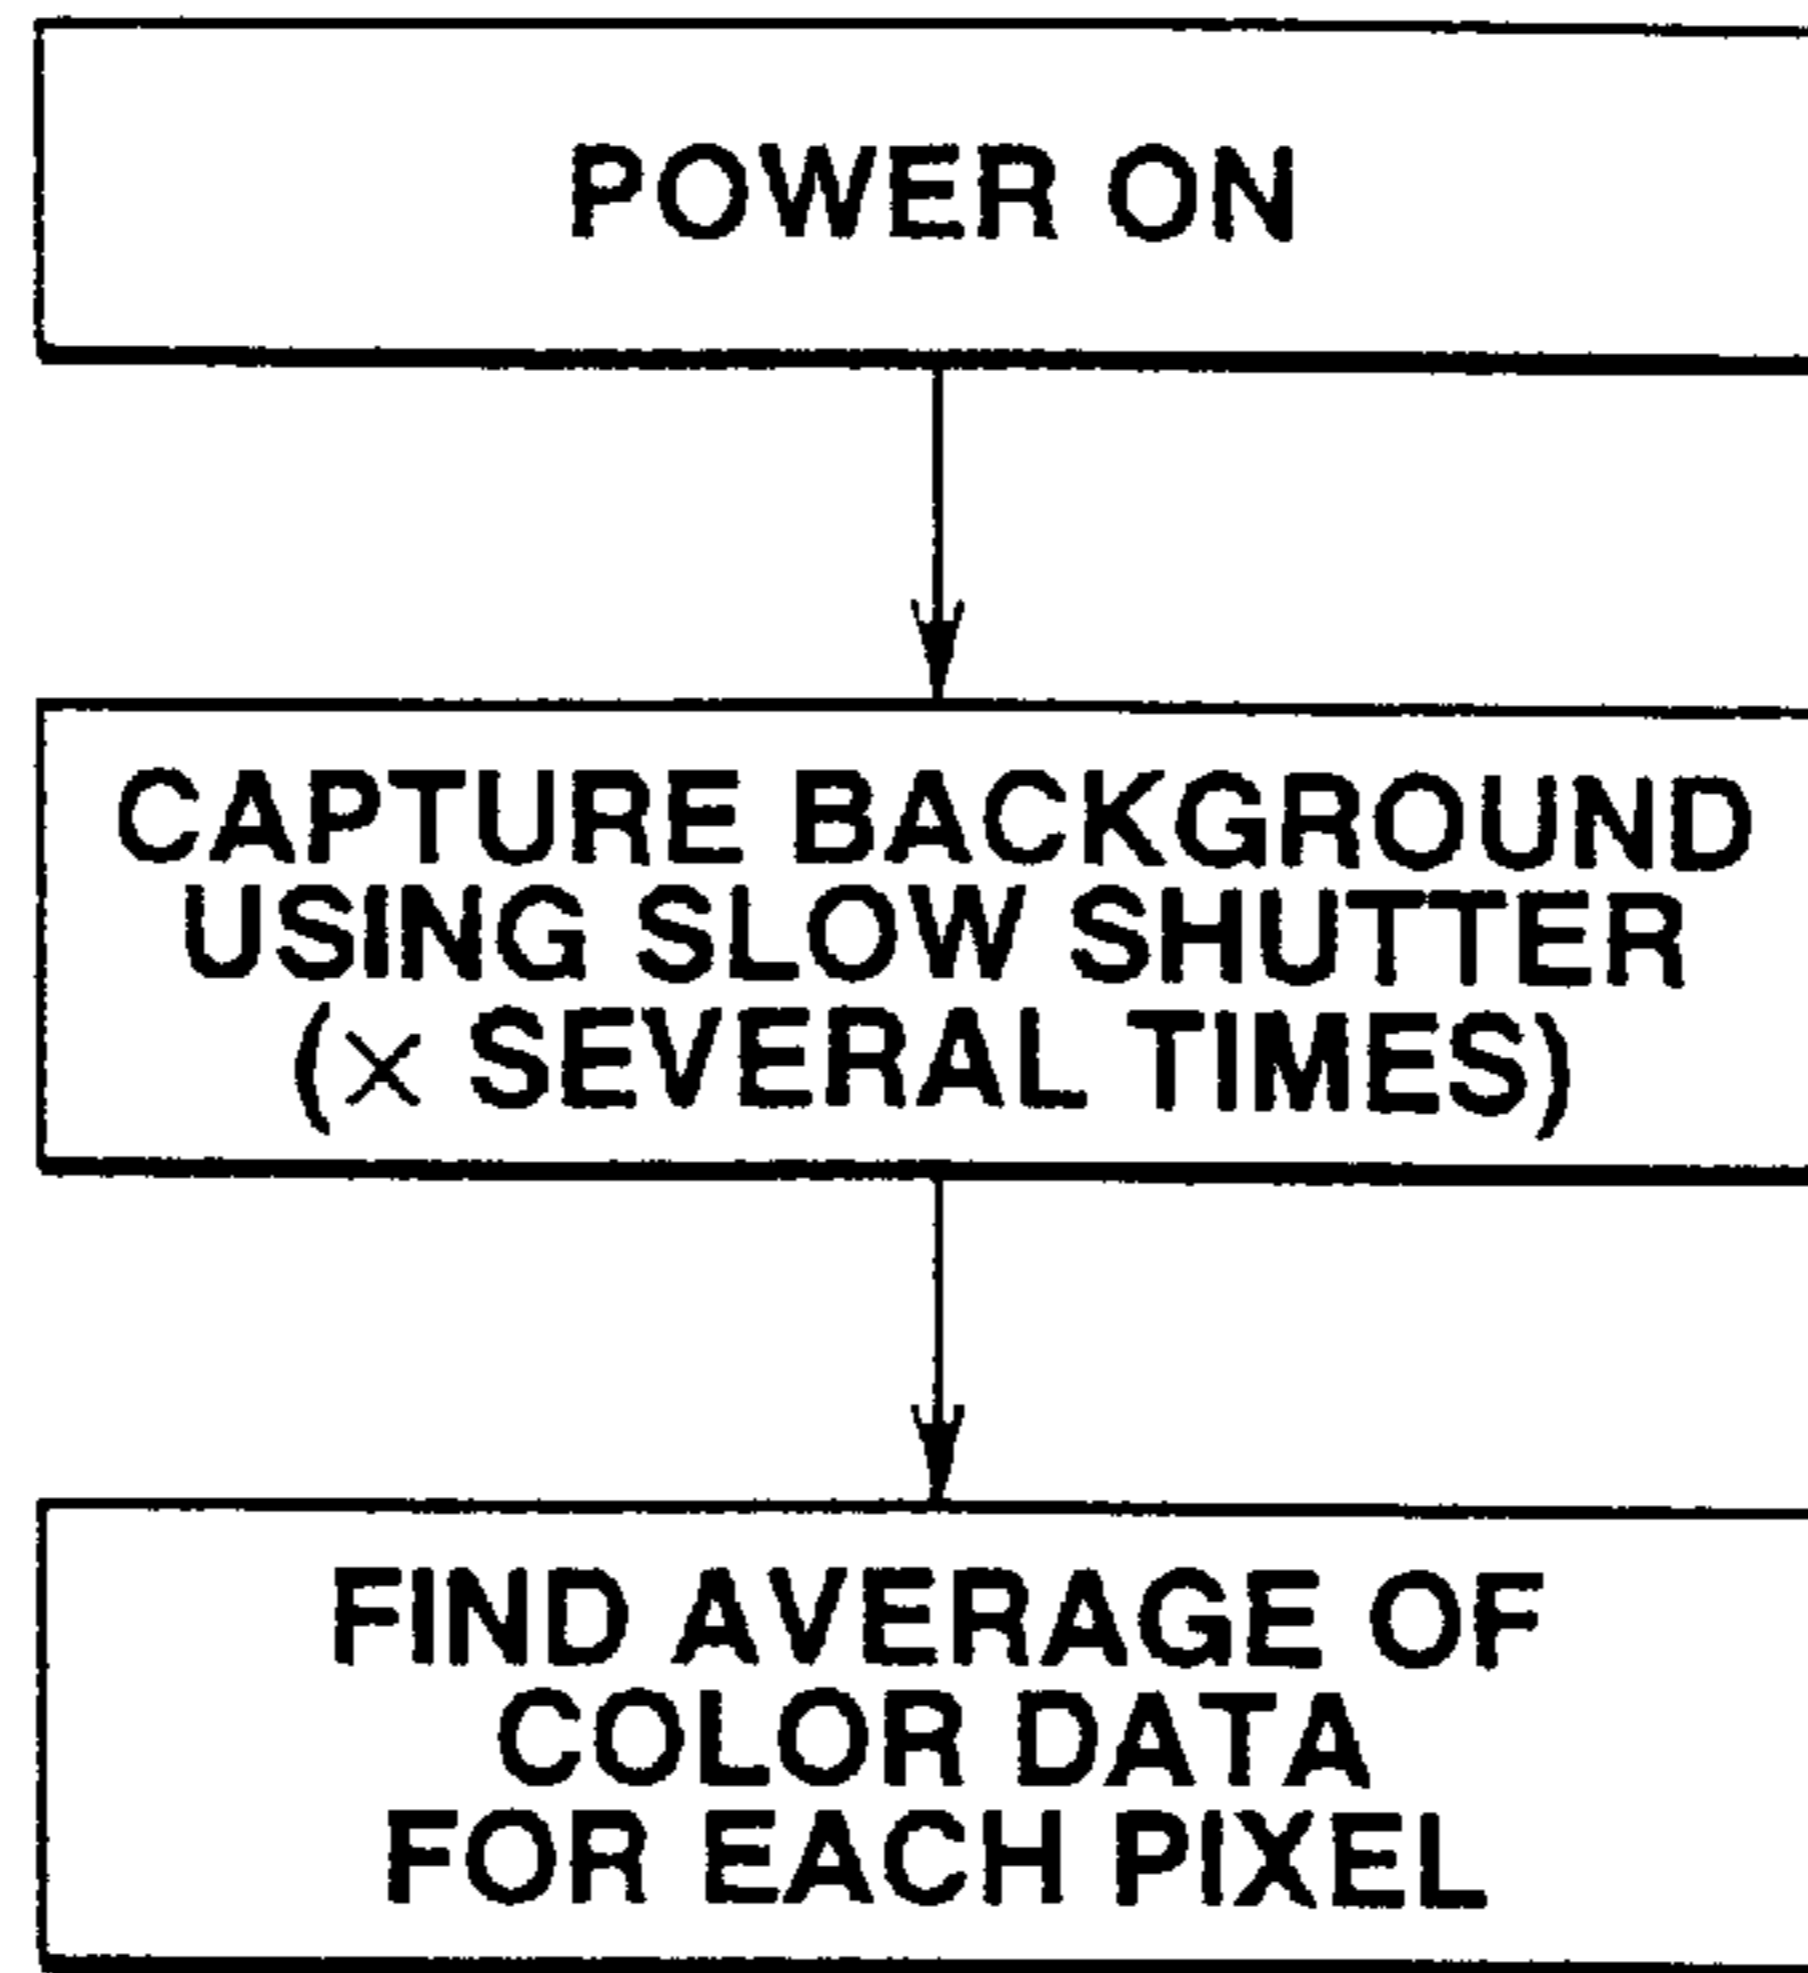 POWER ON
CAPTURE BACKGROUND
USING SLOW SHUTTER
(× SEVERAL TIMES)
FIND AVERAGE OF
COLOR DATA
FOR EACH PIXEL